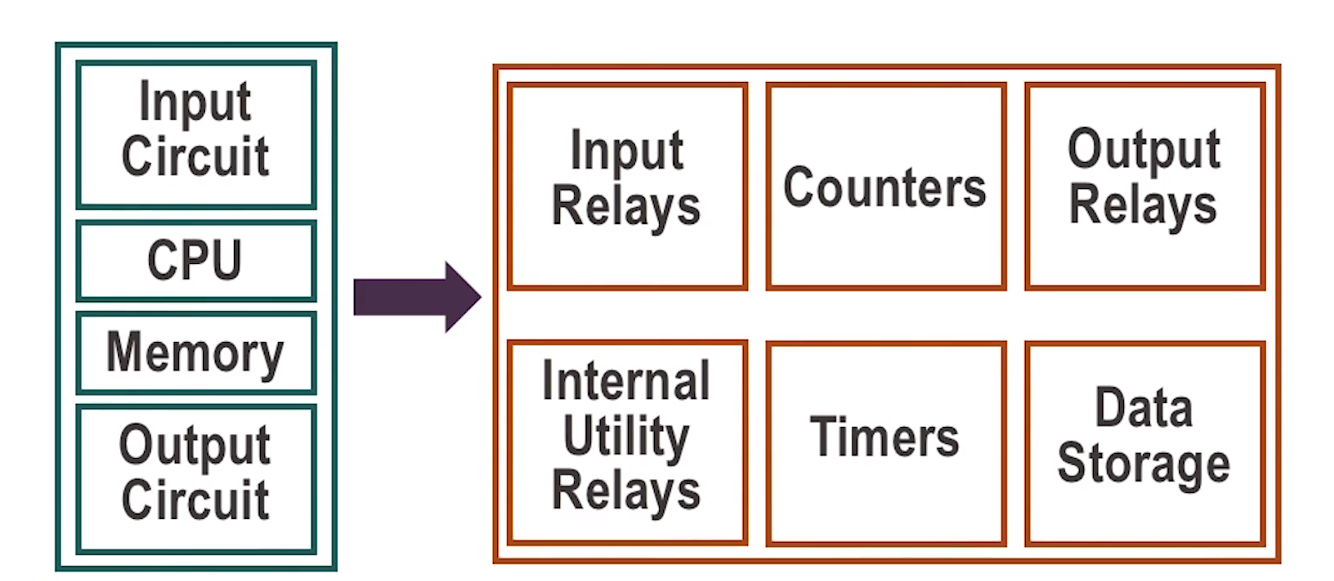 Input
Circuit
CPU
Memory
Output
Circuit
Input
Relays
Counters
Output
Relays
Internal
Utility
Relays
Timers
Data
Storage